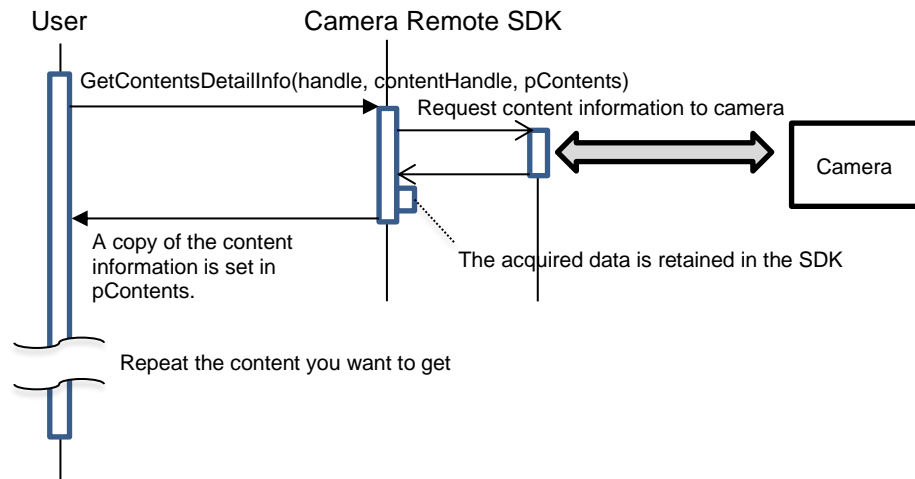 User
Camera Remote SDK
GetContentsDetailInfo(handle, contentHandle, pContents)
Request content information to camera
Camera
A copy of the content
information is set in
pContents.
The acquired data is retained in the SDK
Repeat the content you want to get